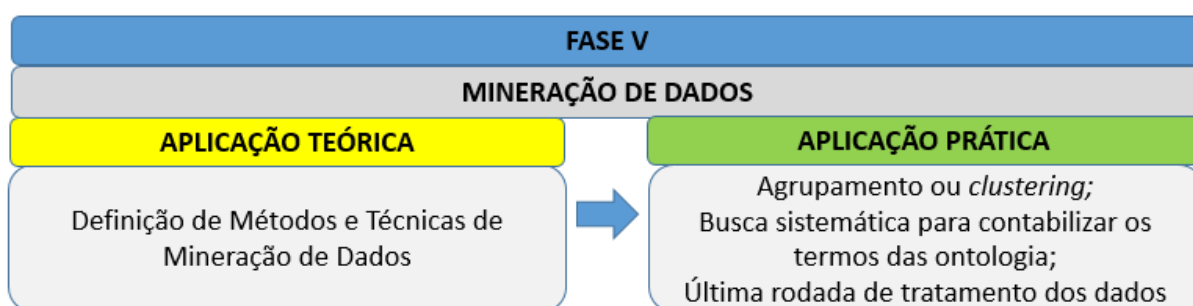 FASE V
MINERAÇÃO DE DADOS
APLICAÇÃO TEÓRICA
APLICAÇÃO PRÁTICA
Definição de Métodos e Técnicas de
Mineração de Dados
Agrupamento ou clustering;
Busca sistemática para contabilizar os
termos das ontologia;
Última rodada de tratamento dos dados